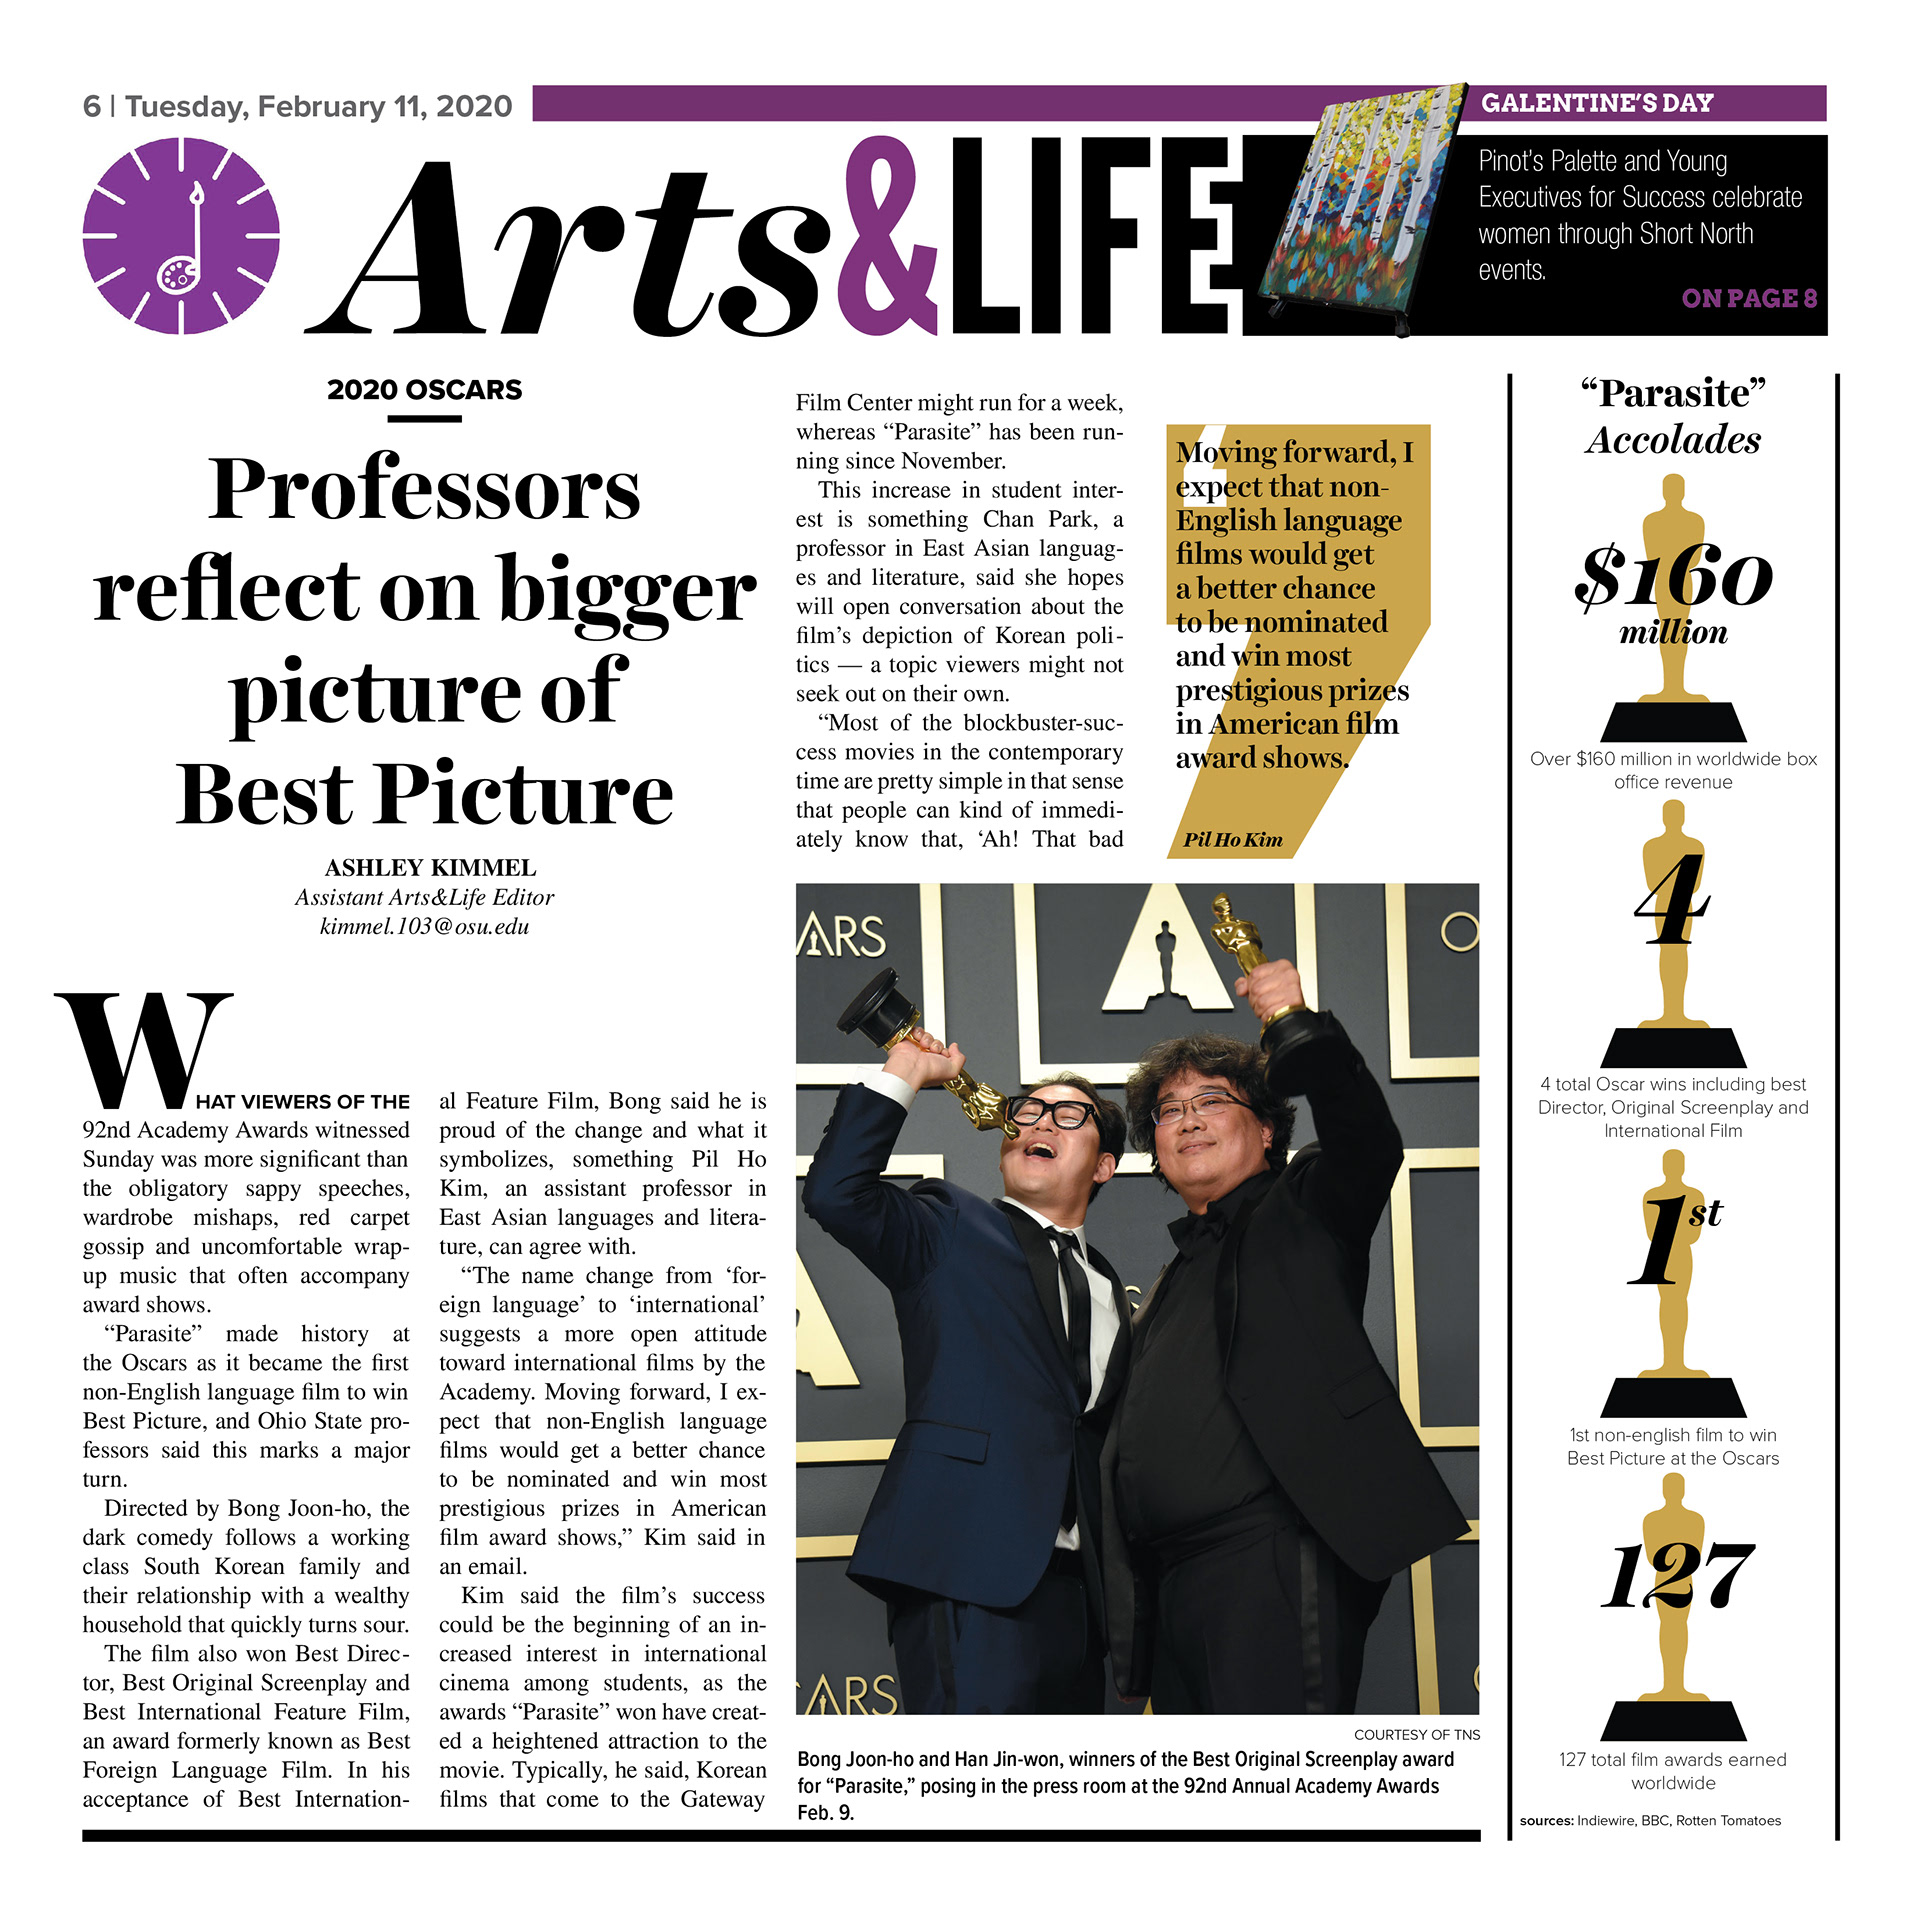 6 | Tuesday, February 11, 2020
GALENTINE'S DAY
Pinot's Palette and Young
Executives for Success celebrate
women through Short North
events.
ON PAGE 8
Arts&LIFE
2020 OSCARS
Professors
reflect on bigger
picture of
Best Picture
ASHLEY KIMMEL
Assistant Arts&Life Editor
kimmel.103@osu.edu
WHAT VIEWERS OF THE
92nd Academy Awards witnessed
Sunday was more significant than
the obligatory sappy speeches,
wardrobe mishaps, red carpet
gossip and uncomfortable wrap-
up music that often accompany
award shows.
“Parasite” made history at
the Oscars as it became the first
non-English language film to win
Best Picture, and Ohio State pro-
fessors said this marks a major
turn.
Directed by Bong Joon-ho, the
dark comedy follows a working
class South Korean family and
their relationship with a wealthy
household that quickly turns sour.
The film also won Best Direc-
tor, Best Original Screenplay and
Best International Feature Film,
an award formerly known as Best
Foreign Language Film. In his
acceptance of Best Internation-
al Feature Film, Bong said he is
proud of the change and what it
symbolizes, something Pil Ho
Kim, an assistant professor in
East Asian languages and litera-
ture, can agree with.
“The name change from ‘for-
eign language’ to ‘international’
suggests a more open attitude
toward international films by the
Academy. Moving forward, I ex-
pect that non-English language
films would get a better chance
to be nominated and win most
prestigious prizes in American
film award shows,” Kim said in
an email.
Kim said the film’s success
could be the beginning of an in-
creased interest in international
cinema among students, as the
awards “Parasite” won have creat-
ed a heightened attraction to the
movie. Typically, he said, Korean
films that come to the Gateway
Film Center might run for a week,
whereas “Parasite” has been run-
ning since November.
This increase in student inter-
est is something Chan Park, a
professor in East Asian languag-
es and literature, said she hopes
will open conversation about the
film’s depiction of Korean poli-
tics — a topic viewers might not
seek out on their own.
“Most of the blockbuster-suc-
cess movies in the contemporary
time are pretty simple in that sense
that people can kind of immedi-
ately know that, ‘Ah! That bad
Moving forward, I
expect that non-
English language
films would get
a better chance
to be nominated
and win most
prestigious prizes
in American film
award shows.
Pil Ho Kim
ARS
O
ARS
COURTESY OF TNS
Bong Joon-ho and Han Jin-won, winners of the Best Original Screenplay award
for “Parasite,” posing in the press room at the 92nd Annual Academy Awards
Feb. 9.
“Parasite”
Accolades
$160
million
Over $160 million in worldwide box
office revenue
4
4 total Oscar wins including best
Director, Original Screenplay and
International Film
1st
1st non-english film to win
Best Picture at the Oscars
127
127 total film awards earned
worldwide
sources: Indiewire, BBC, Rotten Tomatoes